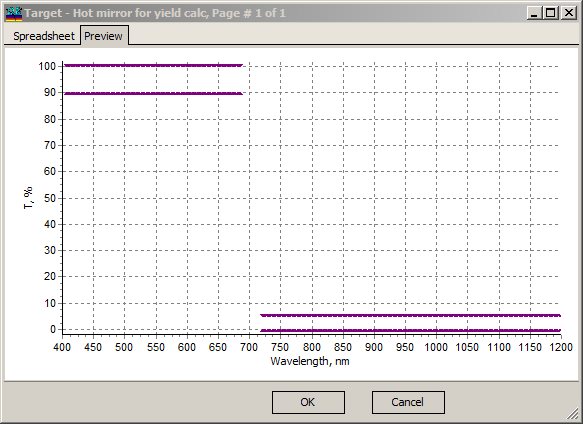 Target - Hot mirror for yield calc, Page # 1 of 1
Spreadsheet Preview
100
90
80
70
60
50
40
30
20
10
0
T, %
400 450 500 550 600 650 700 750 800 850 900 950 1000 1050 1100 1150 1200
Wavelength, nm
OK Cancel